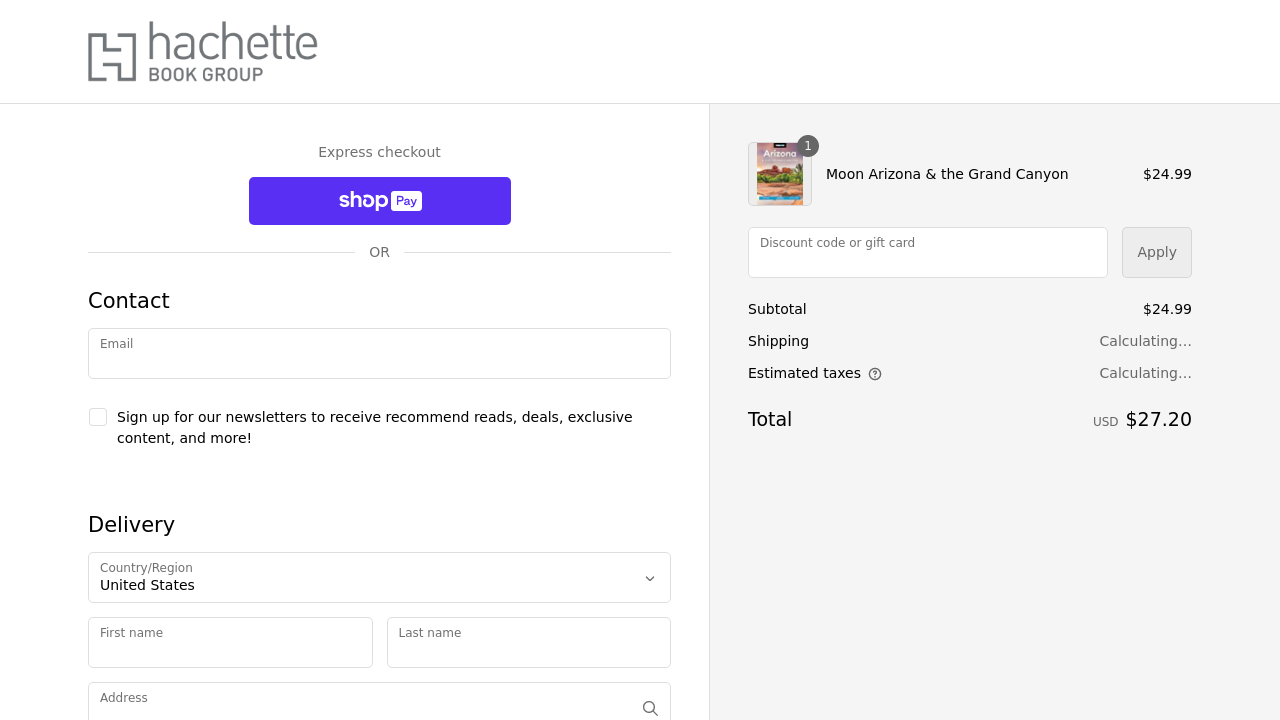 hachette
BOOK GROUP
Express checkout
shop Pay
OR
Contact
Email
Sign up for our newsletters to receive recommend reads, deals, exclusive
content, and more!
Delivery
Country/Region
United States
First name
Last name
Address
Arizona
1
Moon Arizona & the Grand Canyon
$24.99
Discount code or gift card
Apply
Subtotal
$24.99
Shipping
Calculating...
Estimated taxes
Calculating...
Total
USD $27.20